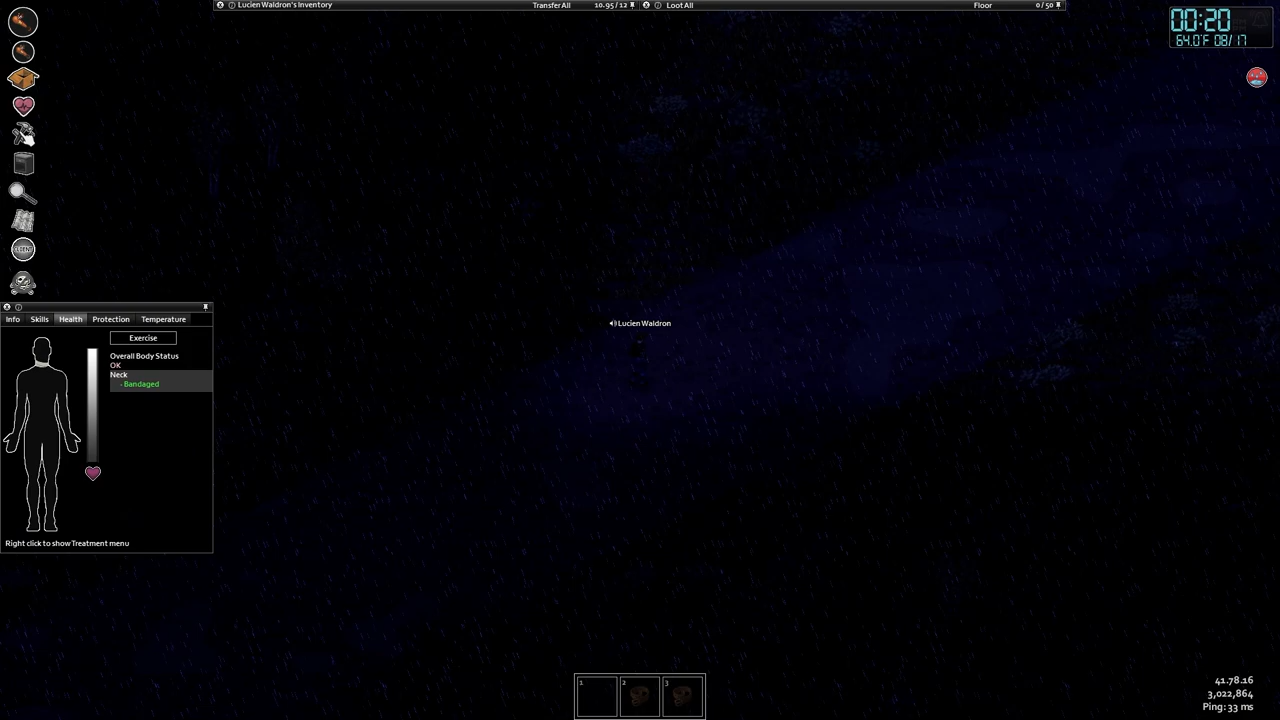 Lucien Waldron's Inventory Transfer All 10.95 / 12 Loot All Floor 0 / 50
00:20
64.0°F 08/17
CLIENT
Info Skills Health Protection Temperature
Exercise
Overall Body Status
OK
Neck
- Bandaged
Right click to show Treatment menu
Lucien Waldron
1 2 3
41.78.16
3,022,864
Ping: 33 ms